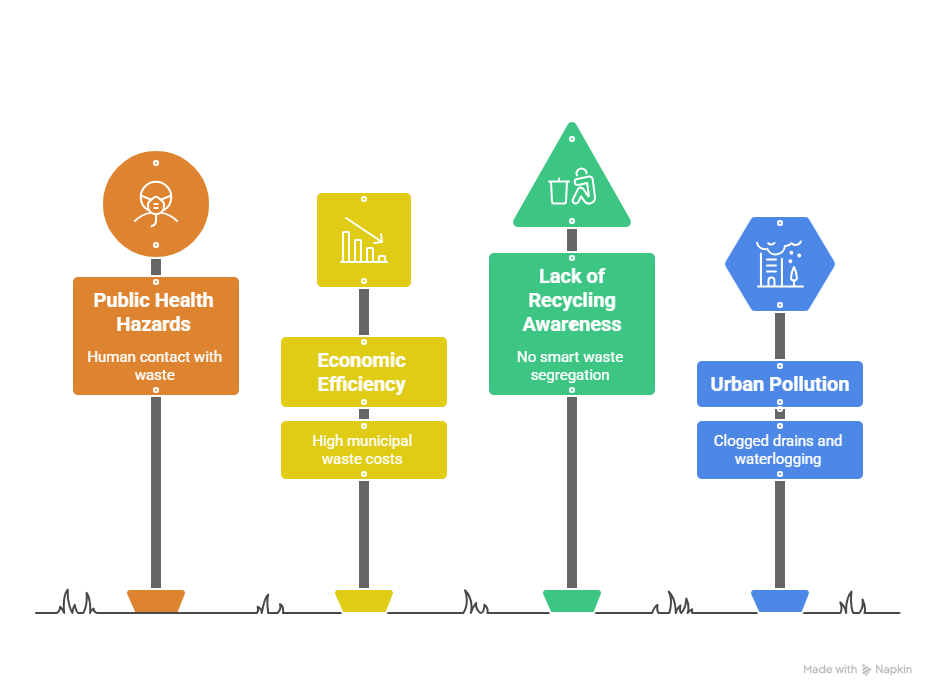 Public Health
Hazards
Human contact with
waste
Economic
Efficiency
High municipal
waste costs
Lack of
Recycling
Awareness
No smart waste
segregation
Urban Pollution
Clogged drains and
waterlogging
Made with Napkin